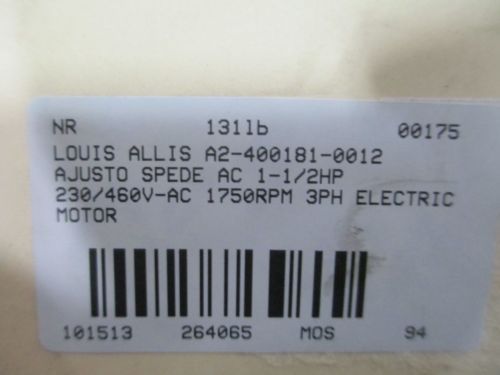 NR 131lb 00175
LOUIS ALLIS A2-400181-0012
AJUSTO SPEDE AC 1-1/2HP
230/460V-AC 1750RPM 3PH ELECTRIC
MOTOR
101513 264065 MOS 94